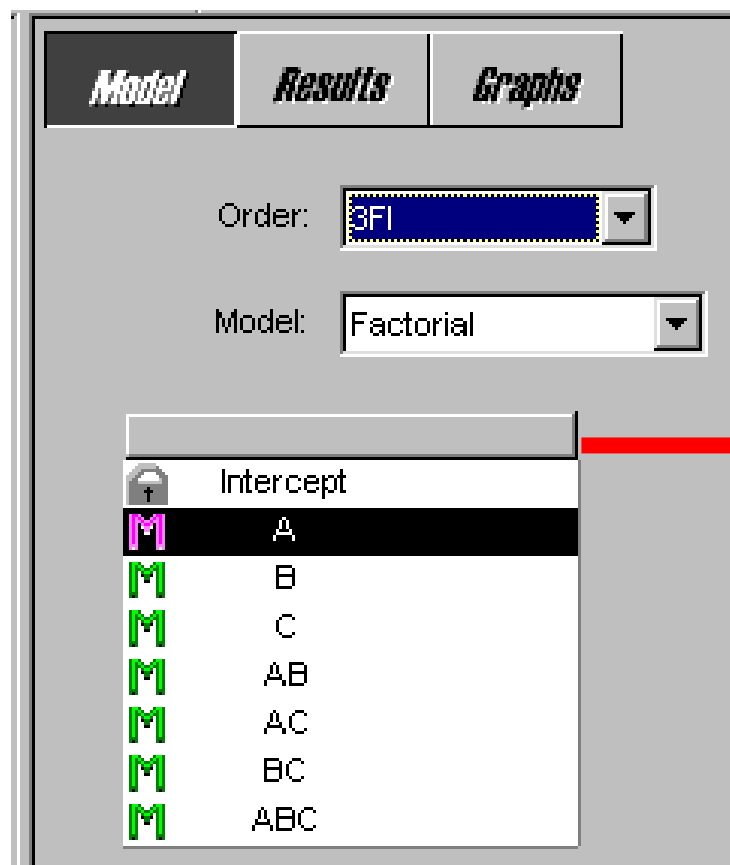 Model Results Graphs
Order: 3FI
Model: Factorial
Intercept
M A
M B
M C
M AB
M AC
M BC
M ABC